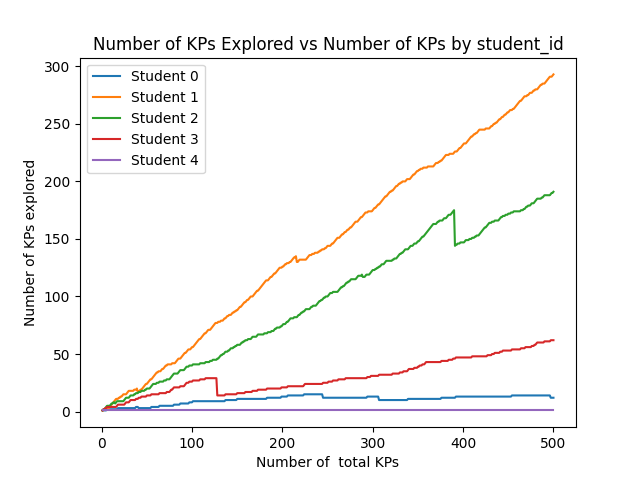 Number of KPs Explored vs Number of KPs by student_id
Student 0
Student 1
Student 2
Student 3
Student 4
300
250
200
150
100
50
0
Number of KPs explored
0 100 200 300 400 500
Number of  total KPs